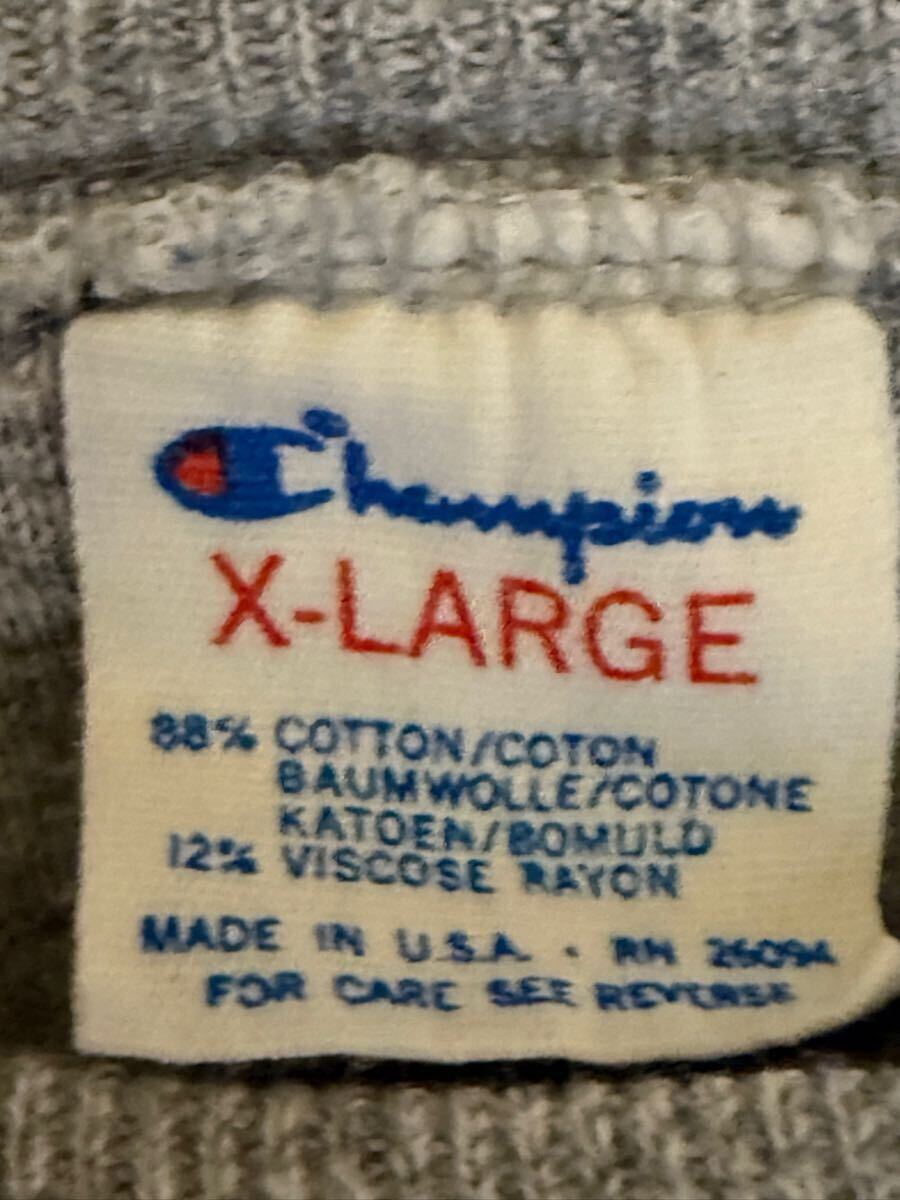 Champion
X-LARGE
88% COTTON/COTON
BAUMWOLLE/COTONE
KATOEN/BOMULD
12% VISCOSE RAYON
MADE IN U.S.A. · RN 26094
FOR CARE SEE REVERSE